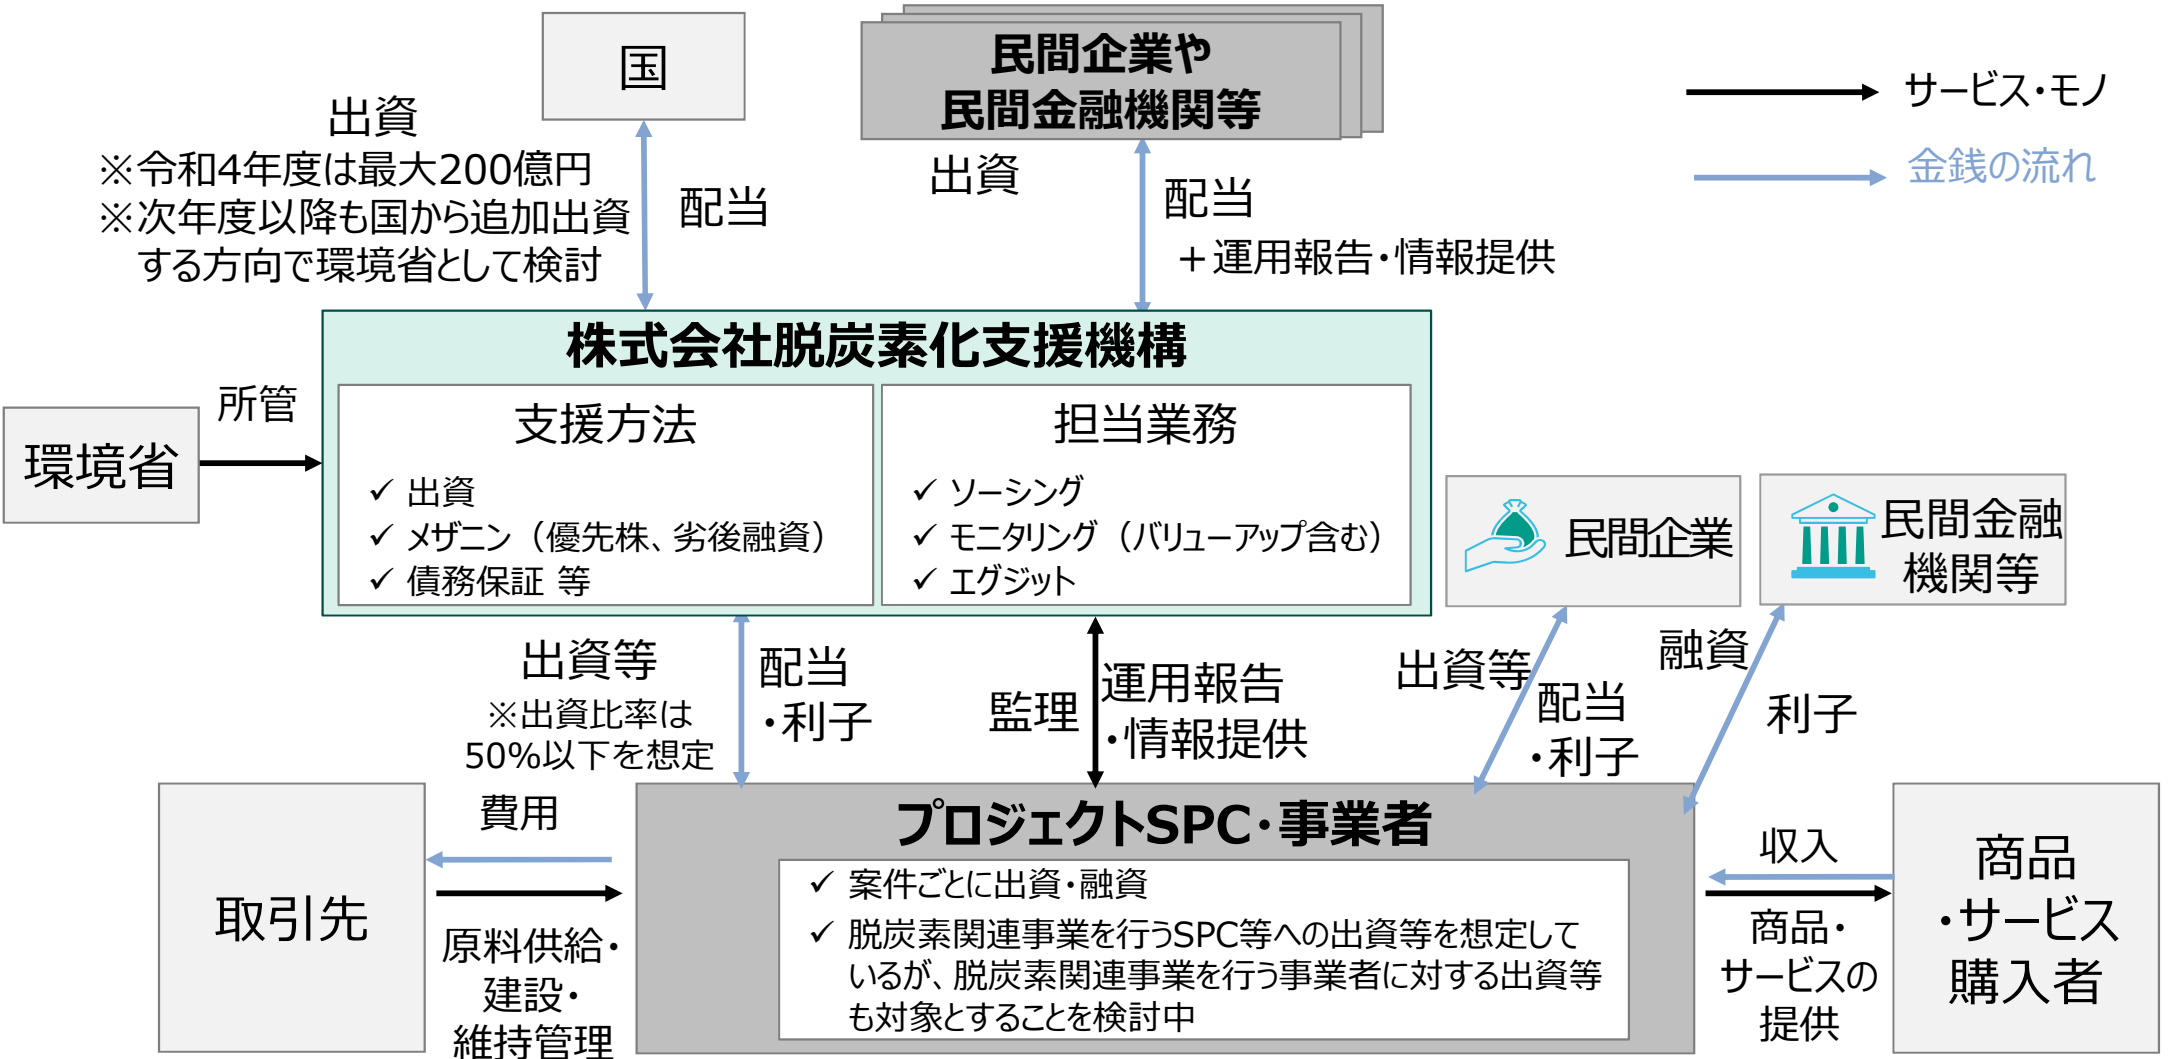 国
民間企業や
民間金融機関等
サービス・モノ
金銭の流れ
出資
※令和4年度は最大200億円
※次年度以降も国から追加出資
する方向で環境省として検討
配当
出資
配当
＋運用報告・情報提供
株式会社脱炭素化支援機構
所管
環境省
支援方法
✓ 出資
✓ メザニン（優先株、劣後融資）
✓ 債務保証 等
担当業務
✓ ソーシング
✓ モニタリング（バリューアップ含む）
✓ エグジット
民間企業
民間金融
機関等
出資等
※出資比率は
50%以下を想定
配当
・利子
監理
運用報告
・情報提供
出資等
配当
・利子
融資
利子
取引先
費用
原料供給・
建設・
維持管理
プロジェクトSPC・事業者
✓ 案件ごとに出資・融資
✓ 脱炭素関連事業を行うSPC等への出資等を想定して
いるが、脱炭素関連事業を行う事業者に対する出資等
も対象とすることを検討中
収入
商品・
サービスの
提供
商品
・サービス
購入者